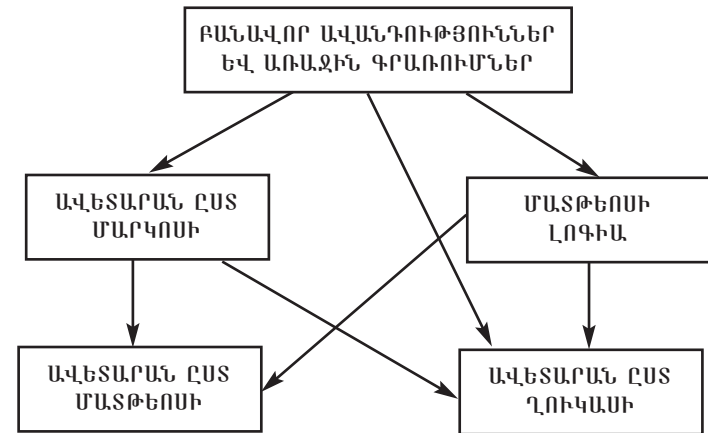 ԲԱՆԱՎՈՐ ԱՎԱՆԴՈՒԹՅՈՒՆՆԵՐ
ԵՎ ԱՌԱՋԻՆ ԳՐԱՌՈՒՄՆԵՐ
ԱՎԵՏԱՐԱՆ ԸՍՏ
ՄԱՐԿՈՍԻ
ՄԱՏԹԵՈՍԻ
ԼՈԳԻԱ
ԱՎԵՏԱՐԱՆ ԸՍՏ
ՄԱՏԹԵՈՍԻ
ԱՎԵՏԱՐԱՆ ԸՍՏ
ՂՈՒԿԱՍԻ